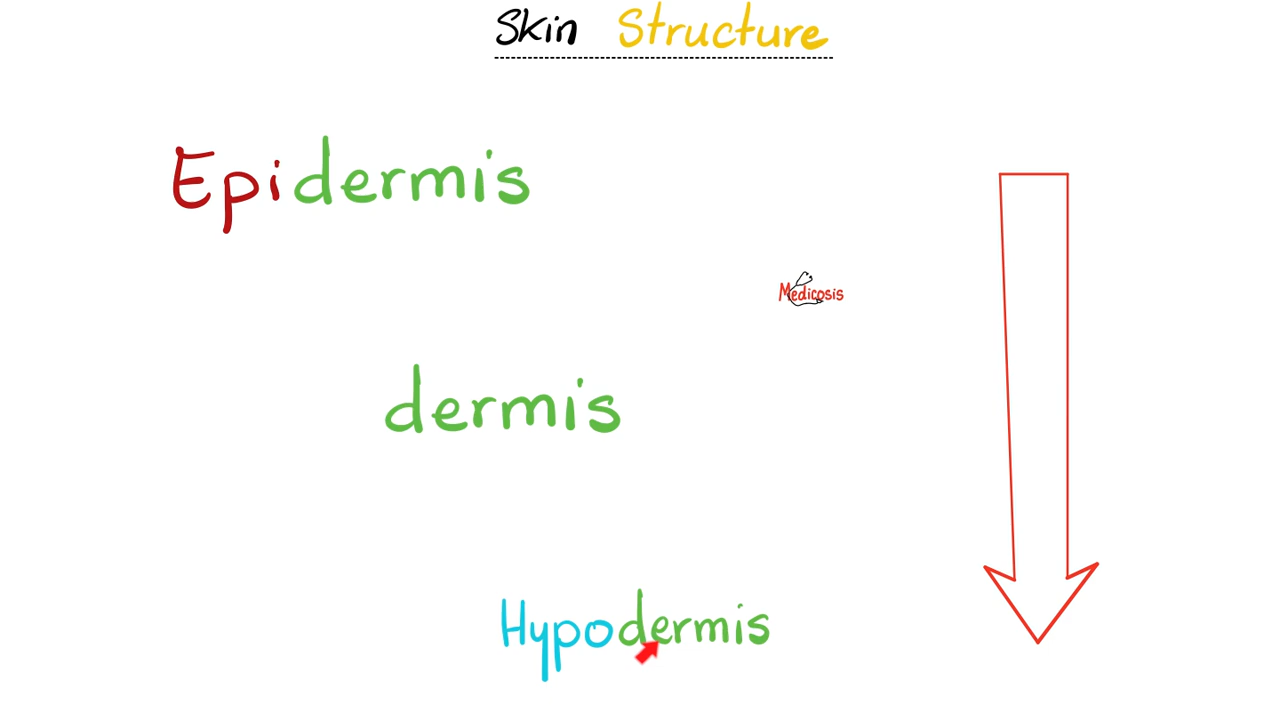 Skin Structure
Epidermis
Medicosis
dermis
Hypodermis